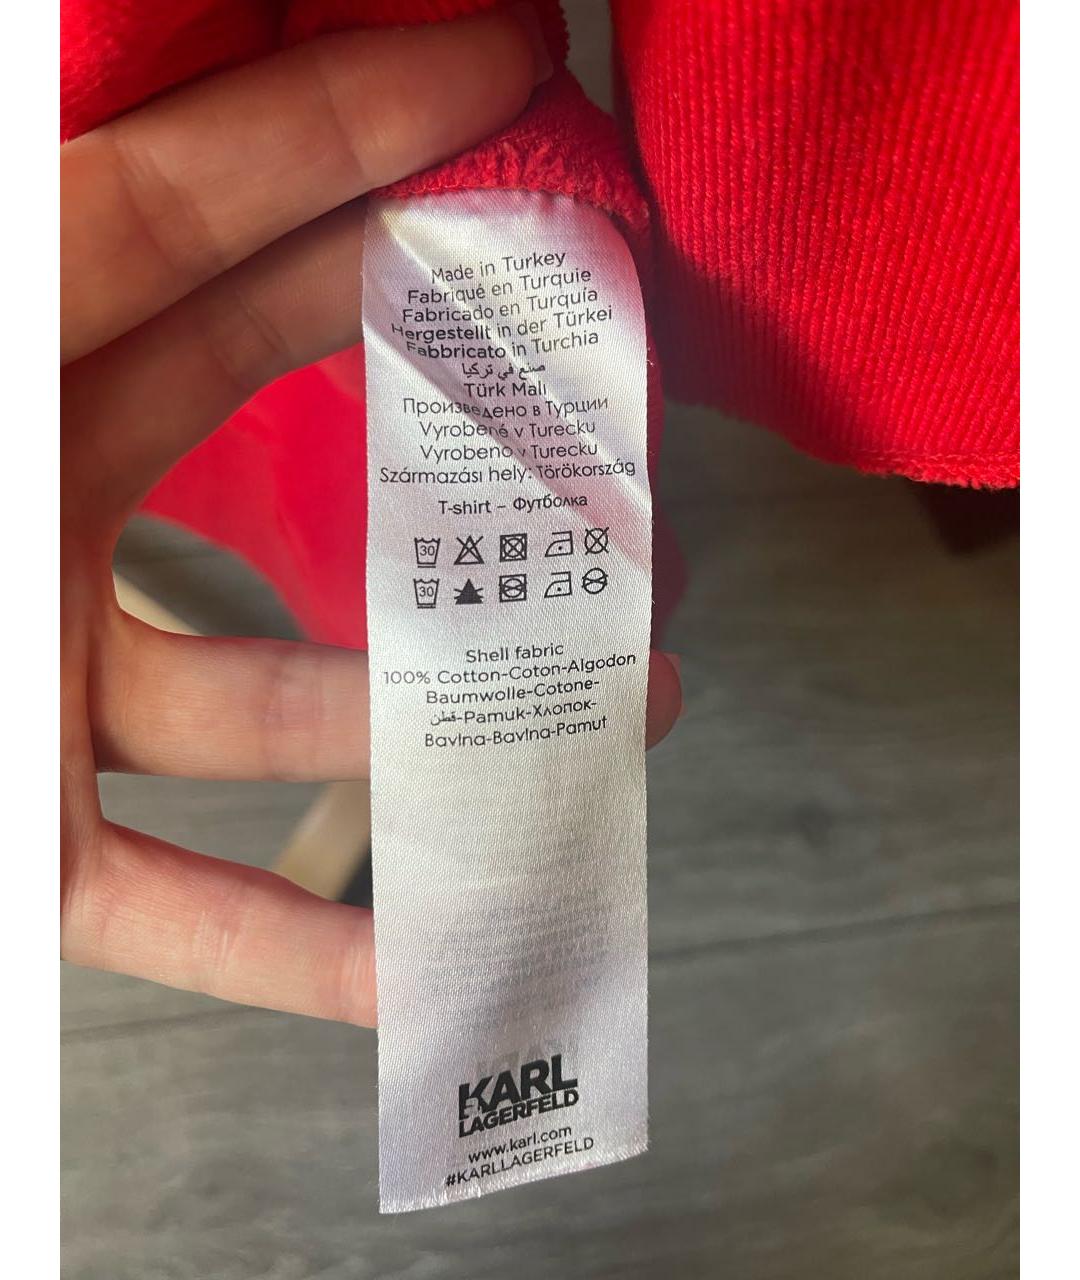 Made in Turkey
Fabriqué en Turquie
Fabricado en Turquía
Hergestellt in der Türkei
Fabbricato in Turchia
صنع في تركيا
Türk Malı
Произведено в Турции
Vyrobené v Turecku
Vyrobeno v Turecku
Származási hely: Törökország
T-shirt – Футболка
30
30
Shell fabric
100% Cotton-Coton-Algodon
Baumwolle-Cotone-
قطن-Pamuk-Хлопок-
Bavlna-Bavlna-Pamut
KARL
LAGERFELD
www.karl.com
#KARLLAGERFELD